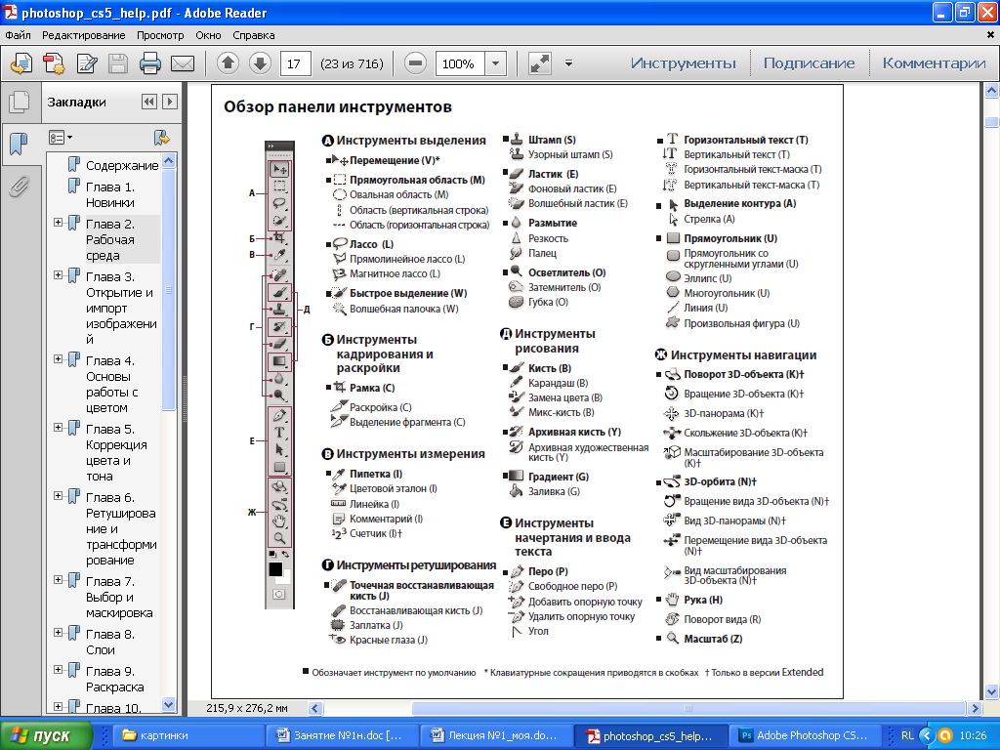 photoshop_cs5_help.pdf - Adobe Reader
Файл Редактирование Просмотр Окно Справка
17 (23 из 716) 100% Инструменты Подписание Комментарии
Закладки
Содержание
Глава 1.
Новинки
Глава 2.
Рабочая
среда
Глава 3.
Открытие и
импорт
изображени
й
Глава 4.
Основы
работы с
цветом
Глава 5.
Коррекция
цвета и
тона
Глава 6.
Ретуширова
ние и
трансформи
рование
Глава 7.
Выбор и
маскировка
Глава 8.
Слои
Глава 9.
Раскраска
Глава 10.
Обзор панели инструментов
А
Б
В
Г
Д
Е
Ж
А Инструменты выделения
Перемещение (V)*
Прямоугольная область (M)
Овальная область (M)
Область (вертикальная строка)
Область (горизонтальная строка)
Лассо (L)
Прямолинейное лассо (L)
Магнитное лассо (L)
Быстрое выделение (W)
Волшебная палочка (W)
Б Инструменты
кадрирования и
раскройки
Рамка (C)
Раскройка (C)
Выделение фрагмента (C)
В Инструменты измерения
Пипетка (I)
Цветовой эталон (I)
Линейка (I)
Комментарий (I)
Счетчик (I)†
Г Инструменты ретуширования
Точечная восстанавливающая
кисть (J)
Восстанавливающая кисть (J)
Заплатка (J)
Красные глаза (J)
Штамп (S)
Узорный штамп (S)
Ластик (E)
Фоновый ластик (E)
Волшебный ластик (E)
Размытие
Резкость
Палец
Осветлитель (O)
Затемнитель (O)
Губка (O)
Д Инструменты
рисования
Кисть (B)
Карандаш (B)
Замена цвета (B)
Микс-кисть (B)
Архивная кисть (Y)
Архивная художественная
кисть (Y)
Градиент (G)
Заливка (G)
Е Инструменты
начертания и ввода
текста
Перо (P)
Свободное перо (P)
Добавить опорную точку
Удалить опорную точку
Угол
Горизонтальный текст (T)
Вертикальный текст (T)
Горизонтальный текст-маска (T)
Вертикальный текст-маска (T)
Выделение контура (A)
Стрелка (A)
Прямоугольник (U)
Прямоугольник со
скругленными углами (U)
Эллипс (U)
Многоугольник (U)
Линия (U)
Произвольная фигура (U)
Ж Инструменты навигации
Поворот 3D-объекта (K)†
Вращение 3D-объекта (K)†
3D-панорама (K)†
Скольжение 3D-объекта (K)†
Масштабирование 3D-объекта
(K)†
3D-орбита (N)†
Вращение вида 3D-объекта (N)†
Вид 3D-панорамы (N)†
Перемещение вида 3D-объекта
(N)†
Вид масштабирования
3D-объекта (N)†
Рука (H)
Поворот вида (R)
Масштаб (Z)
Обозначает инструмент по умолчанию * Клавиатурные сокращения приводятся в скобках † Только в версии Extended
215,9 x 276,2 мм
пуск картинки Занятие №1н.doc [... Лекция №1_моя.do... photoshop_cs5_help... Ps Adobe Photoshop CS... RL 10:26